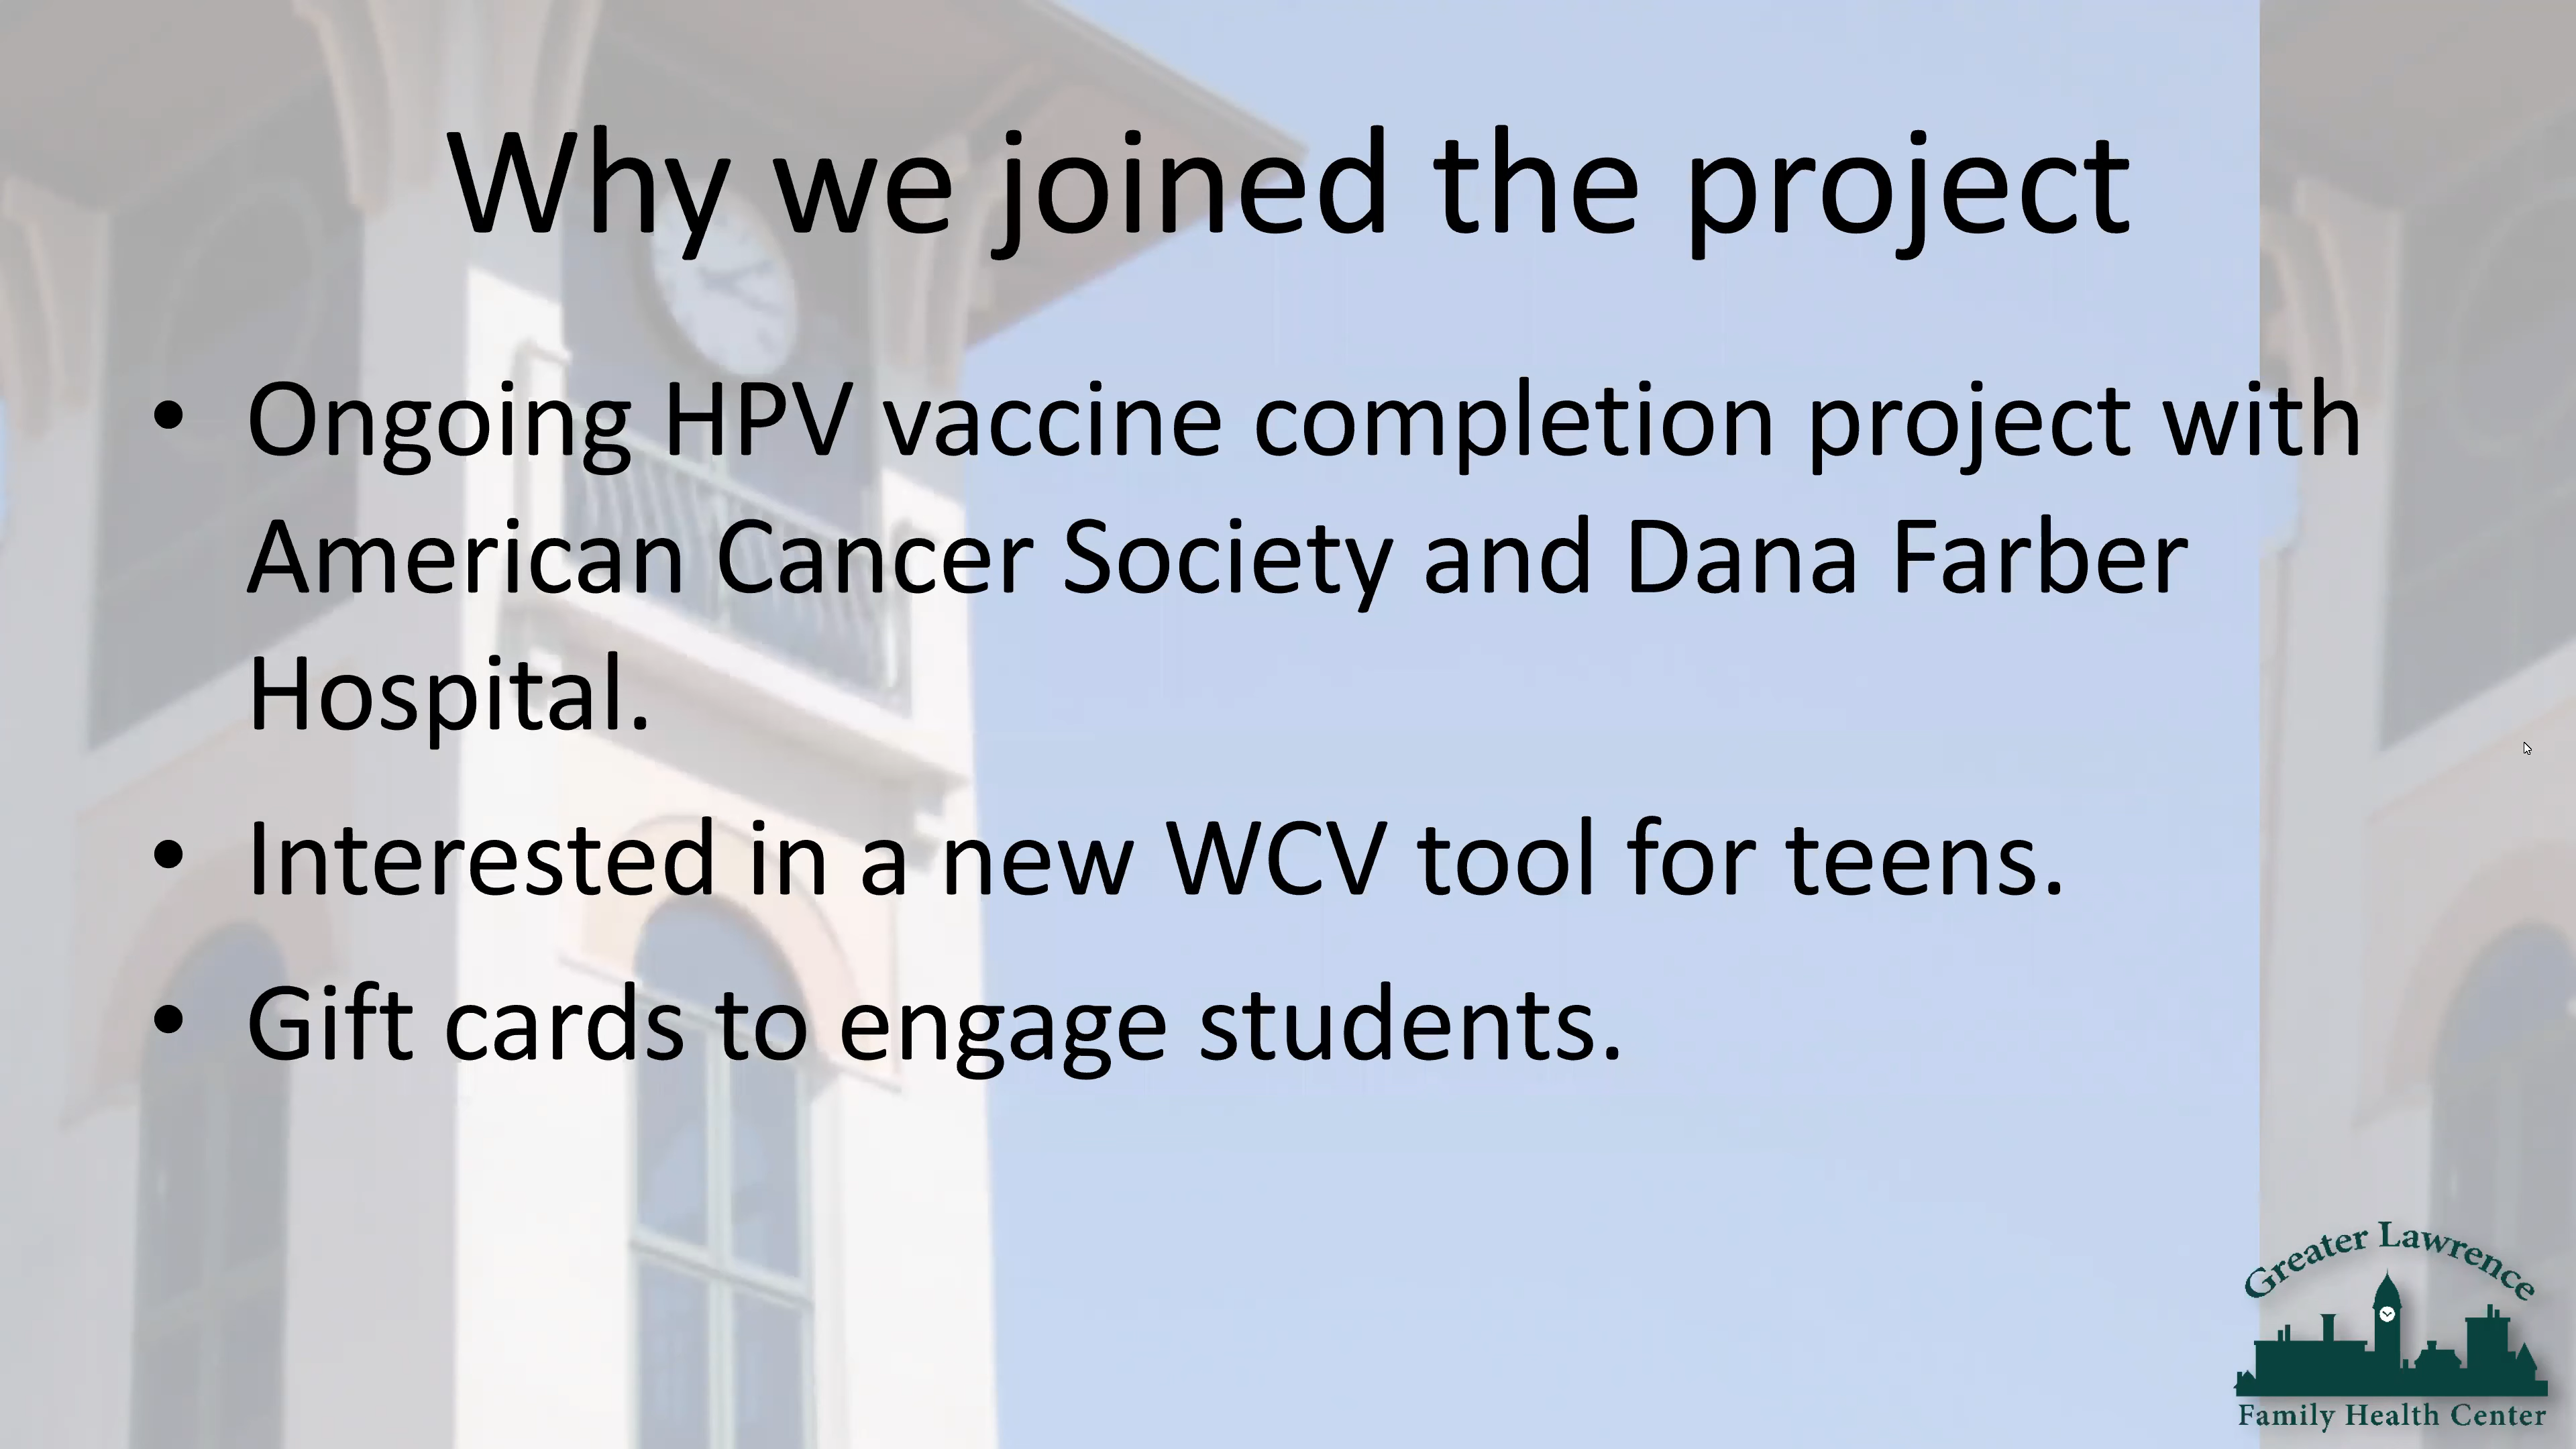 Why we joined the project
• Ongoing HPV vaccine completion project with
American Cancer Society and Dana Farber
Hospital.
• Interested in a new WCV tool for teens.
• Gift cards to engage students.
Greater Lawrence
Family Health Center